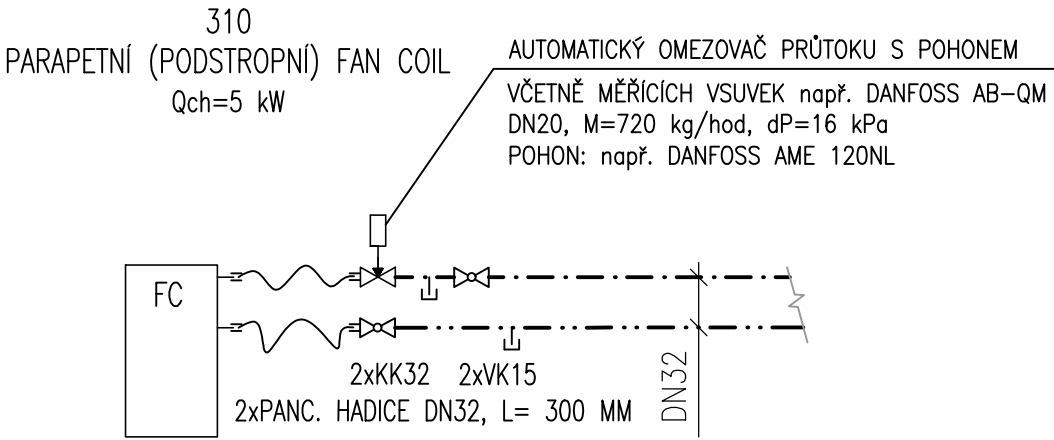 310
PARAPETNÍ (PODSTROPNÍ) FAN COIL
Qch=5 kW
AUTOMATICKÝ OMEZOVAČ PRŮTOKU S POHONEM
VČETNĚ MĚŘÍCÍCH VSUVEK např. DANFOSS AB-QM
DN20, M=720 kg/hod, dP=16 kPa
POHON: např. DANFOSS AME 120NL
FC
2xKK32 2xVK15
2xPANC. HADICE DN32, L= 300 MM
DN32